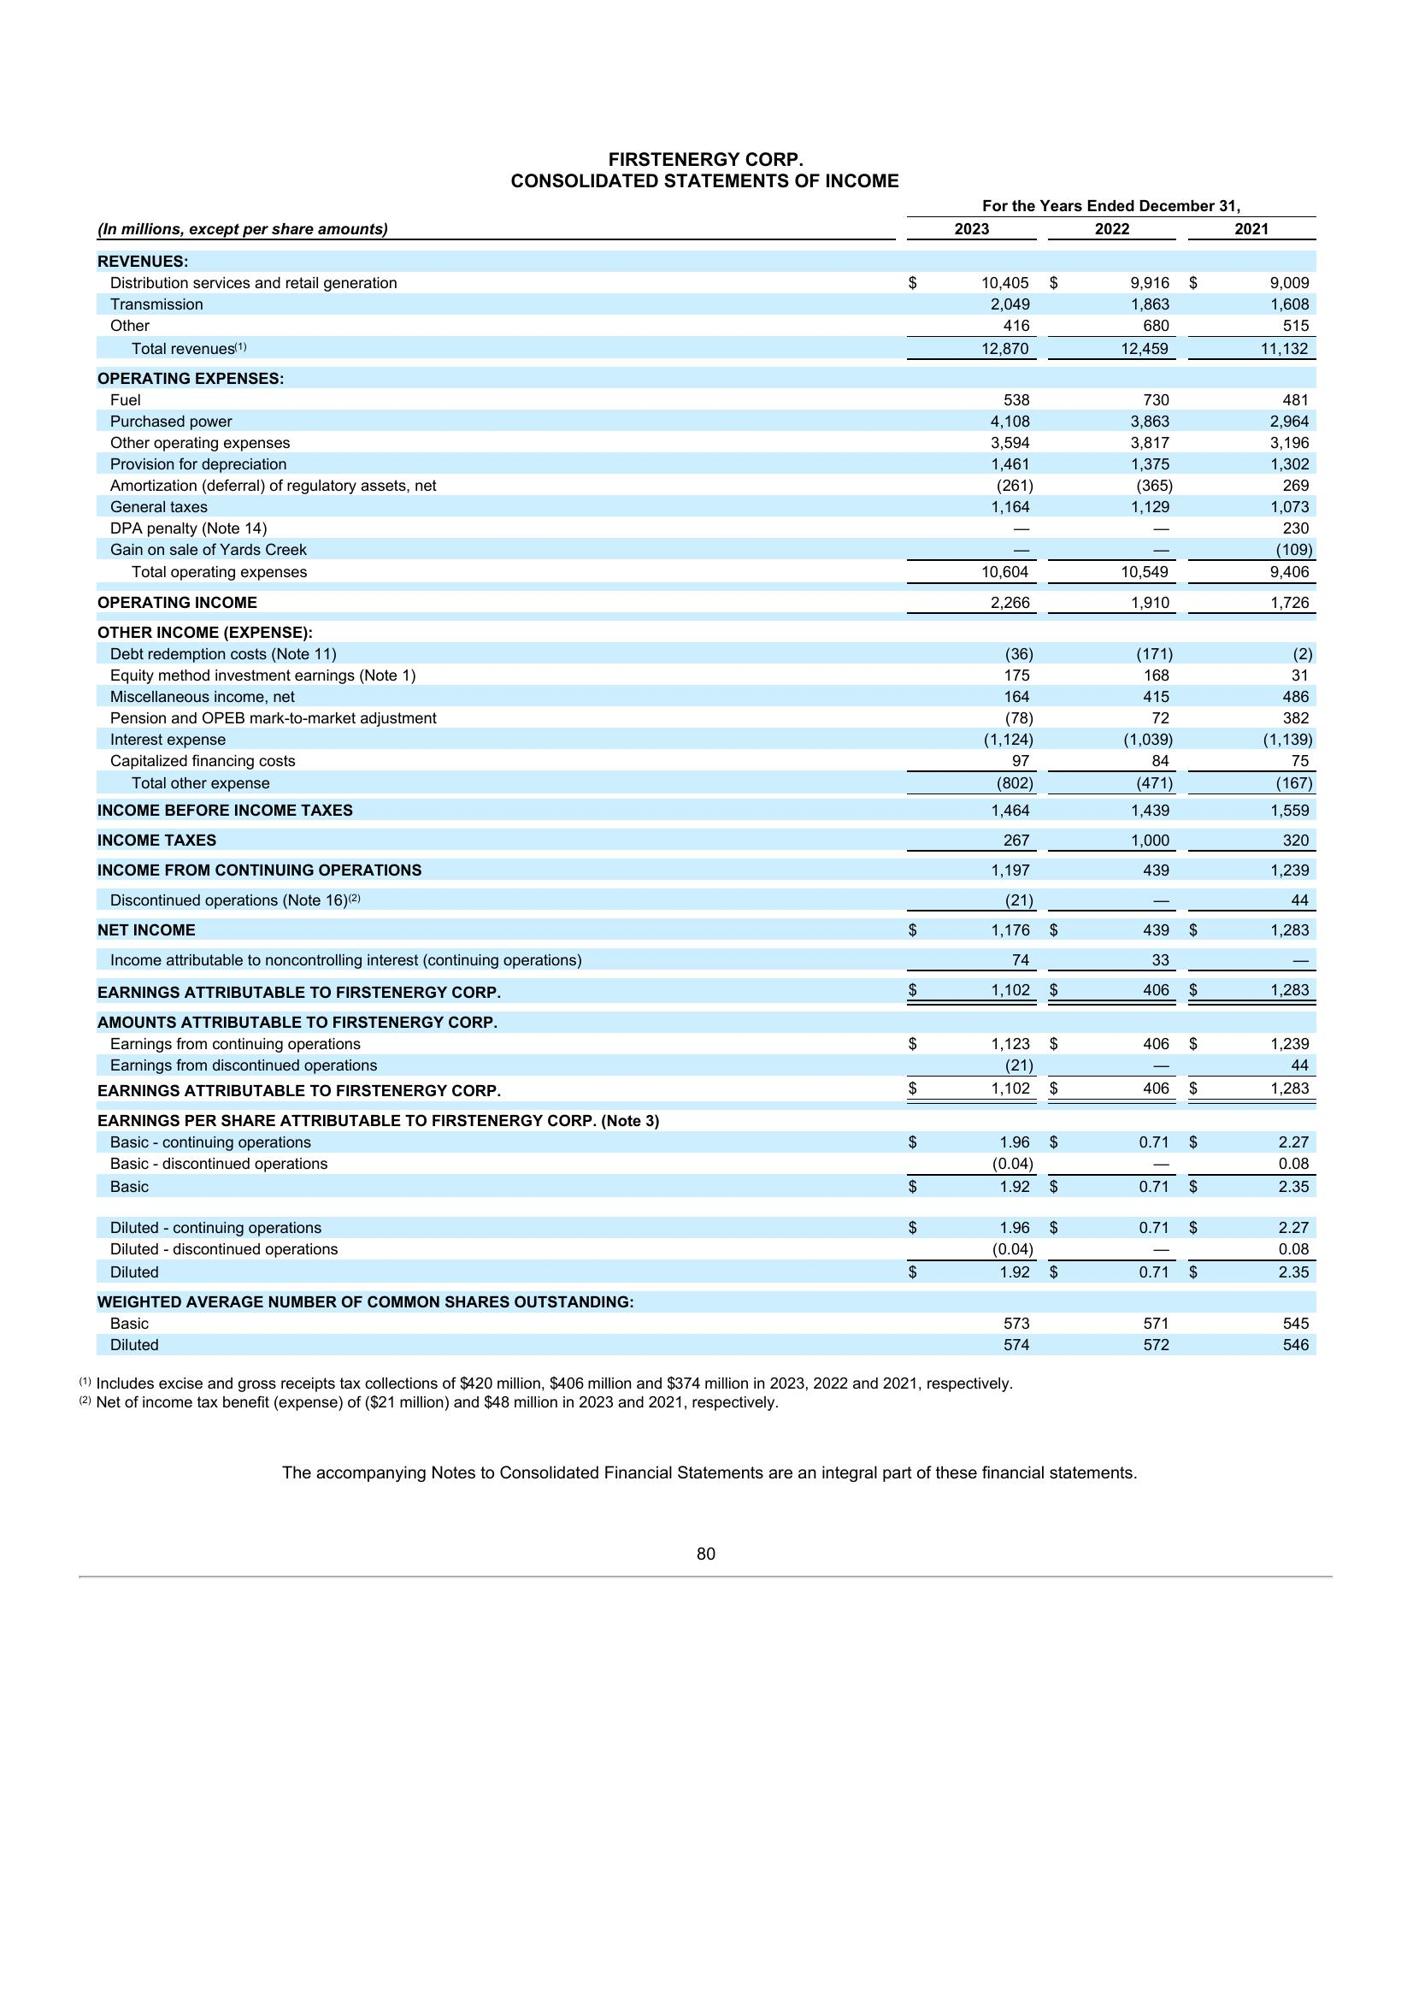 FIRSTENERGY CORP.
CONSOLIDATED STATEMENTS OF INCOME
For the Years Ended December 31,
(In millions, except per share amounts) 2023 2022 2021
REVENUES:
Distribution services and retail generation $ 10,405 $ 9,916 $ 9,009
Transmission 2,049 1,863 1,608
Other 416 680 515
Total revenues(1) 12,870 12,459 11,132
OPERATING EXPENSES:
Fuel 538 730 481
Purchased power 4,108 3,863 2,964
Other operating expenses 3,594 3,817 3,196
Provision for depreciation 1,461 1,375 1,302
Amortization (deferral) of regulatory assets, net (261) (365) 269
General taxes 1,164 1,129 1,073
DPA penalty (Note 14) — — 230
Gain on sale of Yards Creek — — (109)
Total operating expenses 10,604 10,549 9,406
OPERATING INCOME 2,266 1,910 1,726
OTHER INCOME (EXPENSE):
Debt redemption costs (Note 11) (36) (171) (2)
Equity method investment earnings (Note 1) 175 168 31
Miscellaneous income, net 164 415 486
Pension and OPEB mark-to-market adjustment (78) 72 382
Interest expense (1,124) (1,039) (1,139)
Capitalized financing costs 97 84 75
Total other expense (802) (471) (167)
INCOME BEFORE INCOME TAXES 1,464 1,439 1,559
INCOME TAXES 267 1,000 320
INCOME FROM CONTINUING OPERATIONS 1,197 439 1,239
Discontinued operations (Note 16)(2) (21) — 44
NET INCOME $ 1,176 $ 439 $ 1,283
Income attributable to noncontrolling interest (continuing operations) 74 33 —
EARNINGS ATTRIBUTABLE TO FIRSTENERGY CORP. $ 1,102 $ 406 $ 1,283
AMOUNTS ATTRIBUTABLE TO FIRSTENERGY CORP.
Earnings from continuing operations $ 1,123 $ 406 $ 1,239
Earnings from discontinued operations (21) — 44
EARNINGS ATTRIBUTABLE TO FIRSTENERGY CORP. $ 1,102 $ 406 $ 1,283
EARNINGS PER SHARE ATTRIBUTABLE TO FIRSTENERGY CORP. (Note 3)
Basic - continuing operations $ 1.96 $ 0.71 $ 2.27
Basic - discontinued operations (0.04) — 0.08
Basic $ 1.92 $ 0.71 $ 2.35
Diluted - continuing operations $ 1.96 $ 0.71 $ 2.27
Diluted - discontinued operations (0.04) — 0.08
Diluted $ 1.92 $ 0.71 $ 2.35
WEIGHTED AVERAGE NUMBER OF COMMON SHARES OUTSTANDING:
Basic 573 571 545
Diluted 574 572 546
(1) Includes excise and gross receipts tax collections of $420 million, $406 million and $374 million in 2023, 2022 and 2021, respectively.
(2) Net of income tax benefit (expense) of ($21 million) and $48 million in 2023 and 2021, respectively.
The accompanying Notes to Consolidated Financial Statements are an integral part of these financial statements.
80